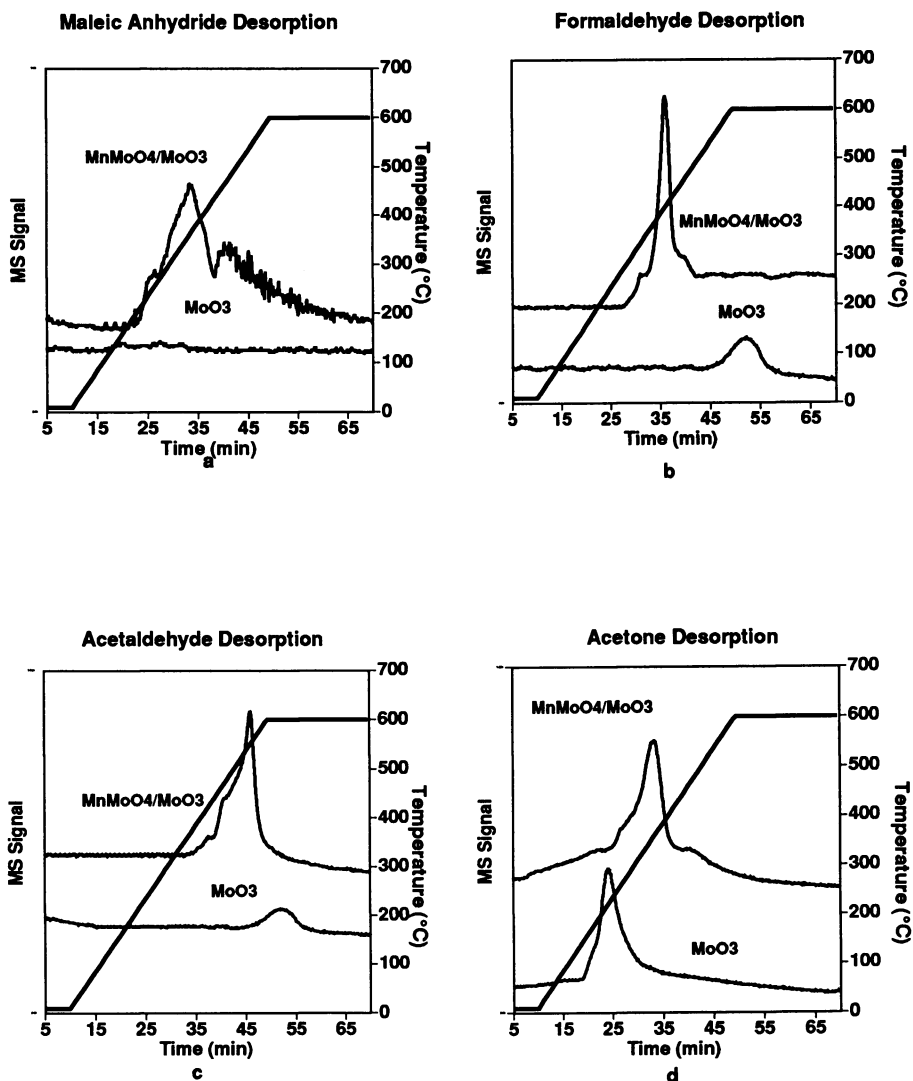 Maleic Anhydride Desorption
MS Signal
MnMoO4/MoO3
MoO3
700
600
500
400
300
200
100
0
Temperature (°C)
5 15 25 35 45 55 65
Time (min)
a
Formaldehyde Desorption
MS Signal
MnMoO4/MoO3
MoO3
700
600
500
400
300
200
100
0
Temperature (°C)
5 15 25 35 45 55 65
Time (min)
b
Acetaldehyde Desorption
MS Signal
MnMoO4/MoO3
MoO3
700
600
500
400
300
200
100
0
Temperature (°C)
5 15 25 35 45 55 65
Time (min)
c
Acetone Desorption
MS Signal
MnMoO4/MoO3
MoO3
700
600
500
400
300
200
100
0
Temperature (°C)
5 15 25 35 45 55 65
Time (min)
d